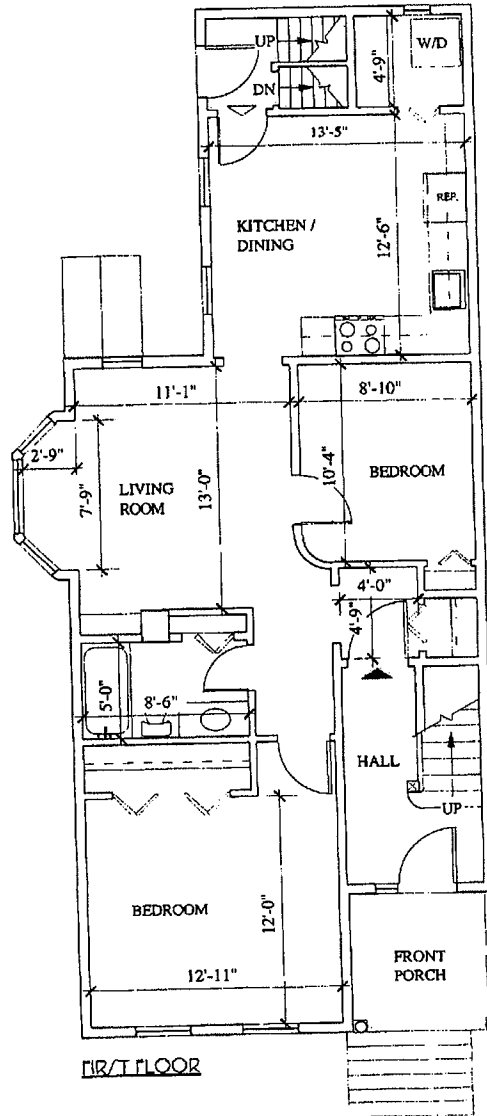 UP
W/D
4'-9"
DN
13'-5"
REF.
KITCHEN /
DINING
12'-6"
11'-1"
8'-10"
2'-9"
7'-9"
LIVING
ROOM
13'-0"
10'-4"
BEDROOM
4'-0"
4'-9"
5'-0"
8'-6"
HALL
UP
BEDROOM
12'-0"
12'-11"
FRONT
PORCH
FIRST FLOOR